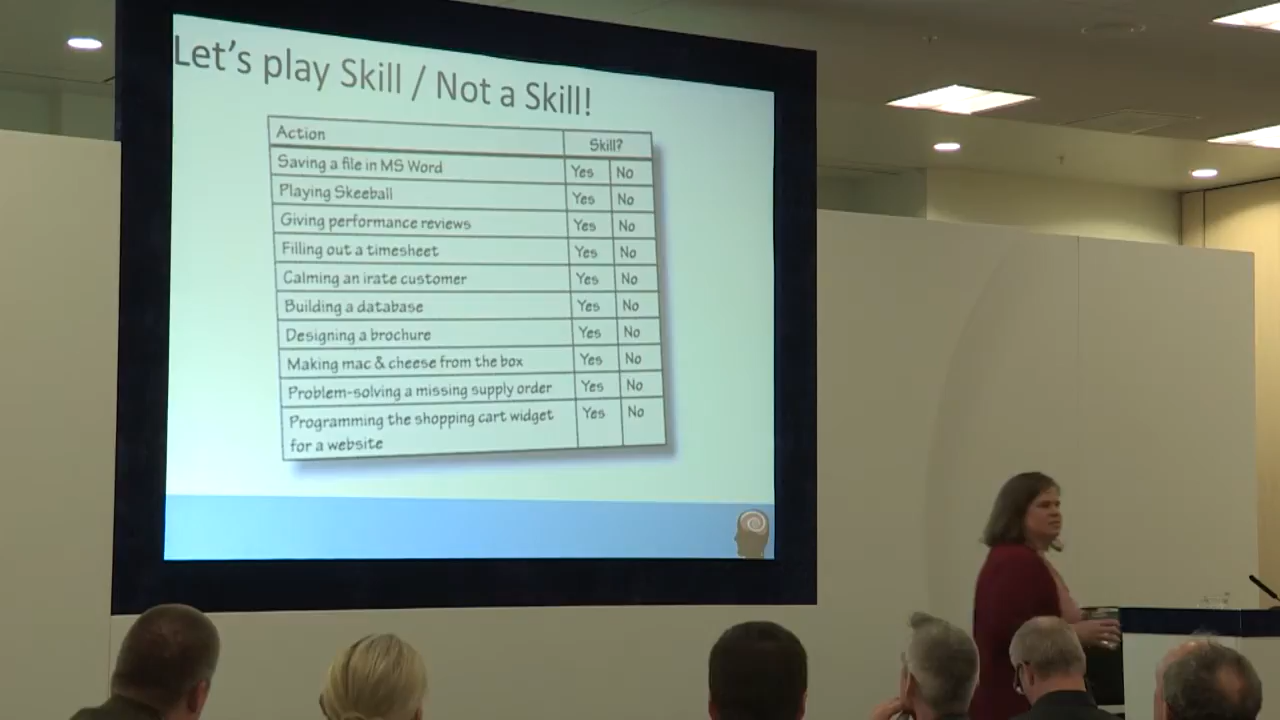 Let's play Skill / Not a Skill!
Action Skill?
Saving a file in MS Word Yes No
Playing Skeeball Yes No
Giving performance reviews Yes No
Filling out a timesheet Yes No
Calming an irate customer Yes No
Building a database Yes No
Designing a brochure Yes No
Making mac & cheese from the box Yes No
Problem-solving a missing supply order Yes No
Programming the shopping cart widget Yes No
for a website